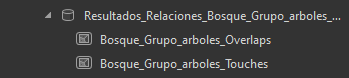 Resultados_Relaciones_Bosque_Grupo_arboles_...
Bosque_Grupo_arboles_Overlaps
Bosque_Grupo_arboles_Touches